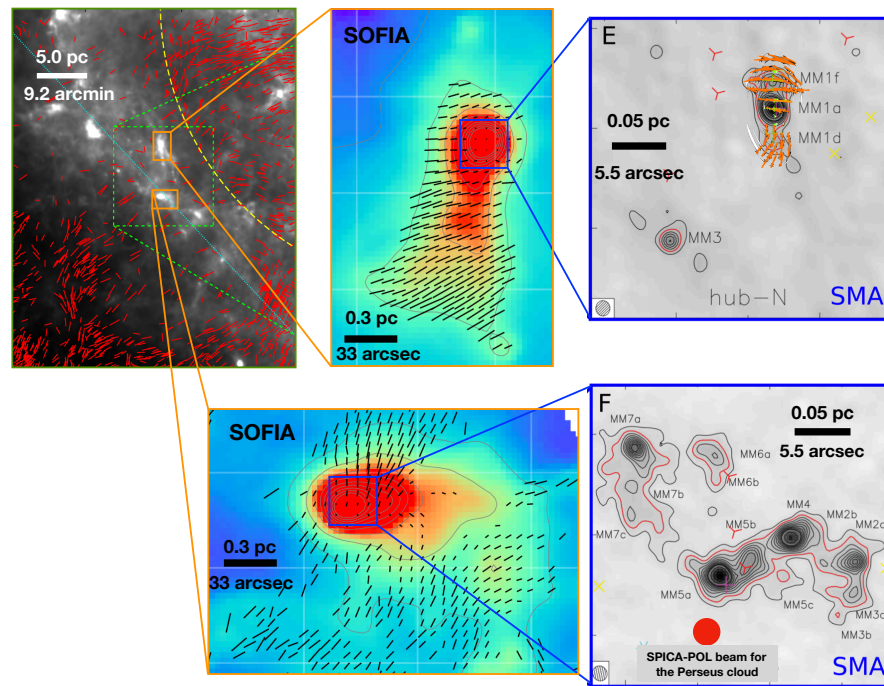 5.0 pc
9.2 arcmin
SOFIA
0.3 pc
33 arcsec
E
MM1f
MM1a
MM1d
0.05 pc
5.5 arcsec
MM3
hub-N
SMA
SOFIA
0.3 pc
33 arcsec
F
0.05 pc
5.5 arcsec
MM7a
MM6a
MM6b
MM7b
MM4
MM2b
MM5b
MM7c
MM5a
MM5c
MM3b
SPICA-POL beam for
the Perseus cloud
SMA